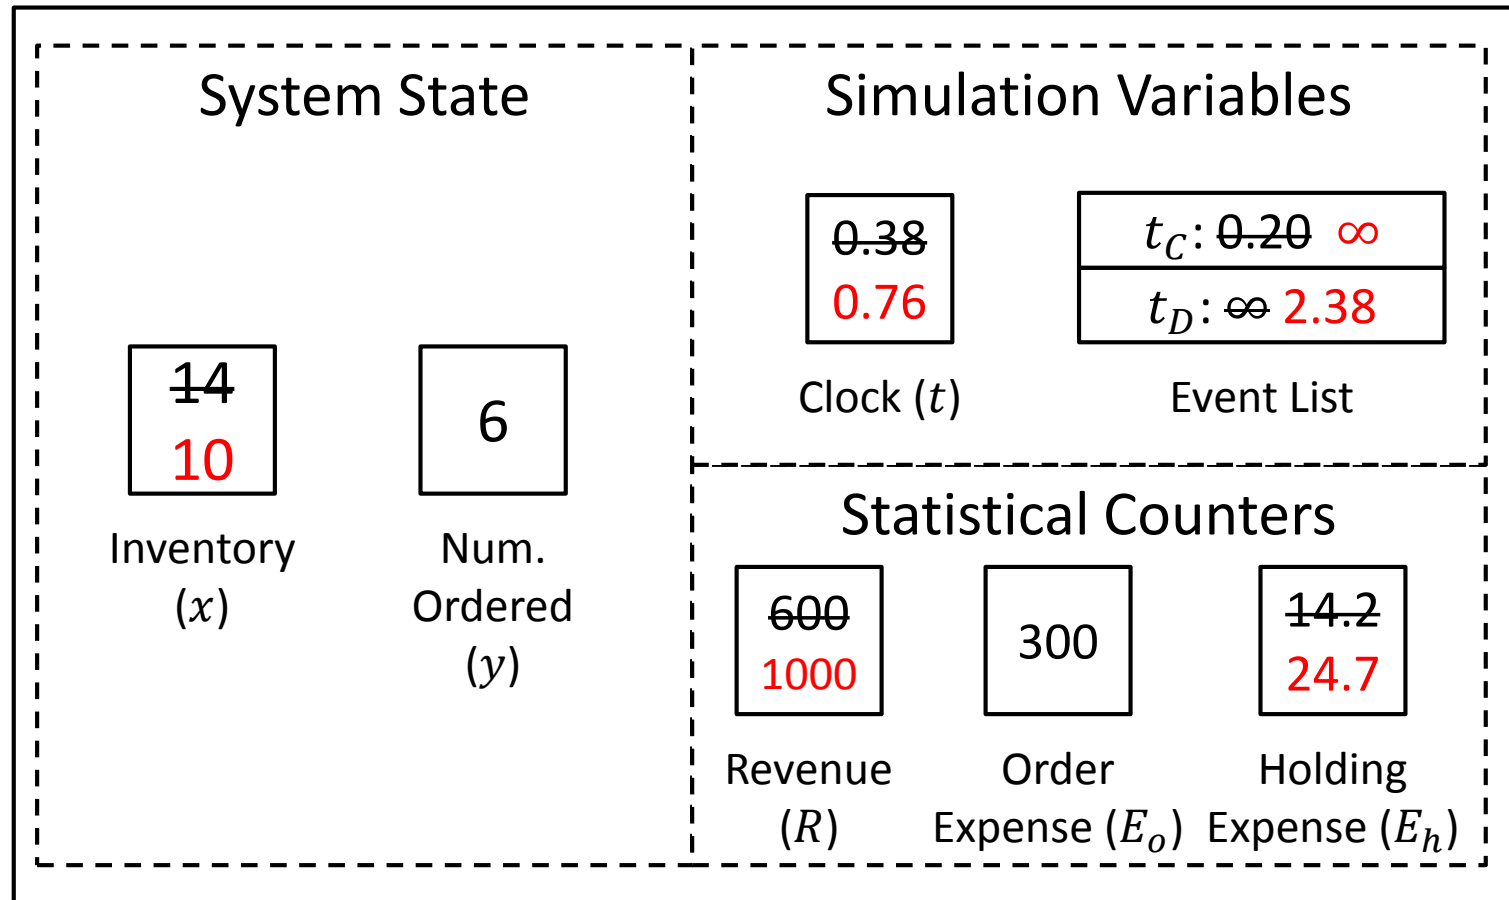 System State
14
10
6
Inventory
(x)
Num.
Ordered
(y)
Simulation Variables
0.38
0.76
t_C: 0.20 ∞
t_D: ∞ 2.38
Clock (t)
Event List
Statistical Counters
600
1000
300
14.2
24.7
Revenue
(R)
Order
Expense (E_o)
Holding
Expense (E_h)